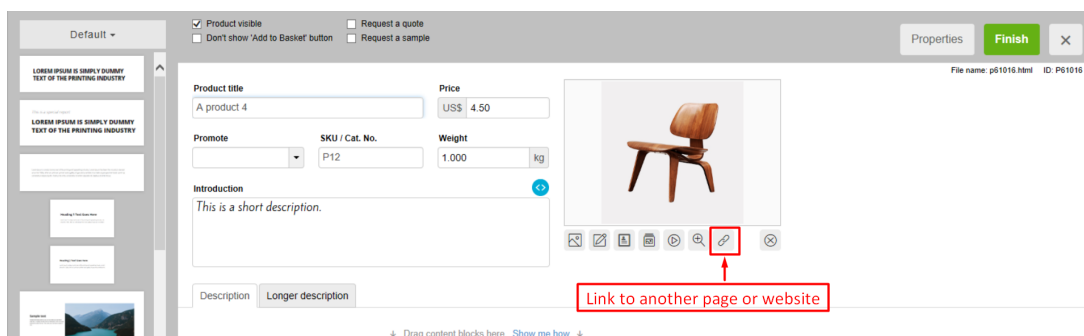 Default
Product visible
Request a quote
Don't show 'Add to Basket' button
Request a sample
Properties
Finish
File name: p61016.html ID: P61016
LOREM IPSUM IS SIMPLY DUMMY
TEXT OF THE PRINTING INDUSTRY
LOREM IPSUM IS SIMPLY DUMMY
TEXT OF THE PRINTING INDUSTRY
Product title
Price
A product 4
US$ 4.50
Promote
SKU / Cat. No.
Weight
P12
1.000 kg
Introduction
This is a short description.
Link to another page or website
Description
Longer description
Drag content blocks here Show me how